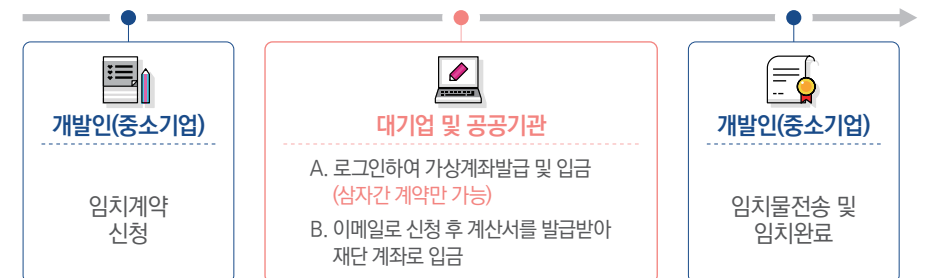 개발인(중소기업)
임치계약
신청
대기업 및 공공기관
A. 로그인하여 가상계좌발급 및 입금
(삼자간 계약만 가능)
B. 이메일로 신청 후 계산서를 발급받아
재단 계좌로 입금
개발인(중소기업)
임치물전송 및
임치완료